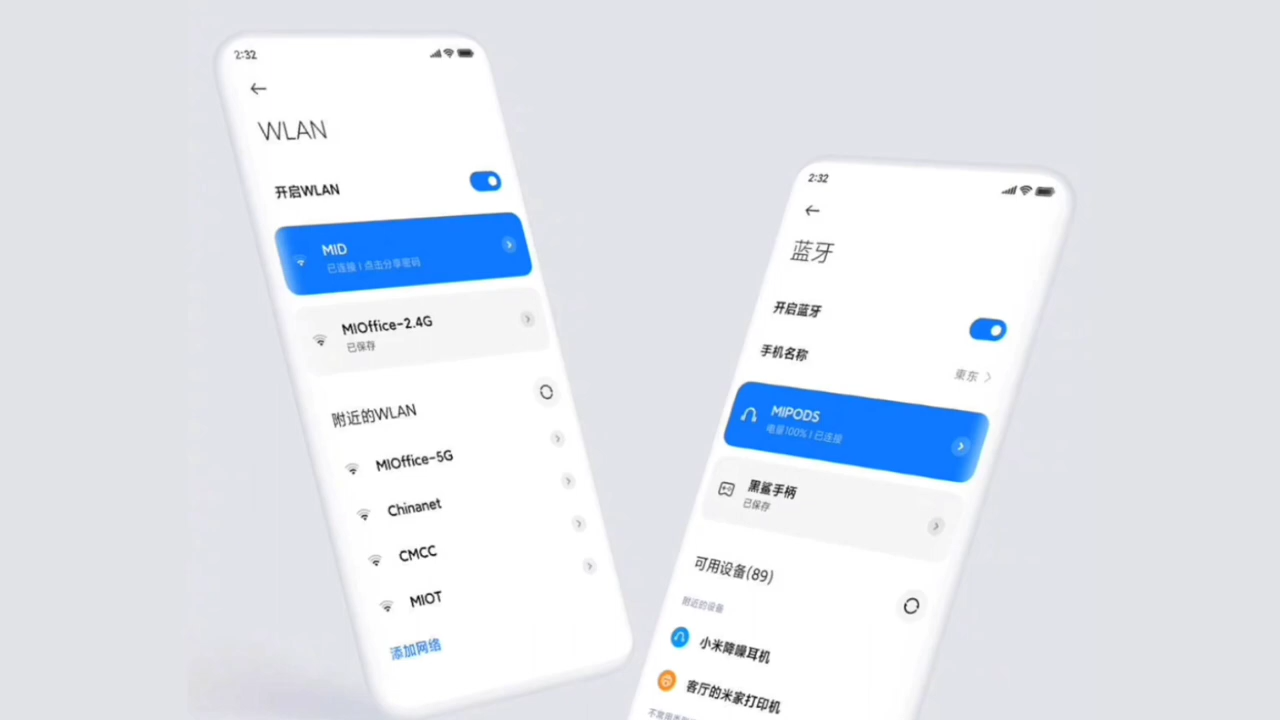 2:32
WLAN
开启WLAN
MID
已连接 | 点击分享密码
MIOffice-2.4G
已保存
附近的WLAN
MIOffice-5G
Chinanet
CMCC
MIOT
添加网络
2:32
蓝牙
开启蓝牙
手机名称
東东
MIPODS
电量100% | 已连接
黑鲨手柄
已保存
可用设备(89)
附近的设备
小米降噪耳机
客厅的米家打印机